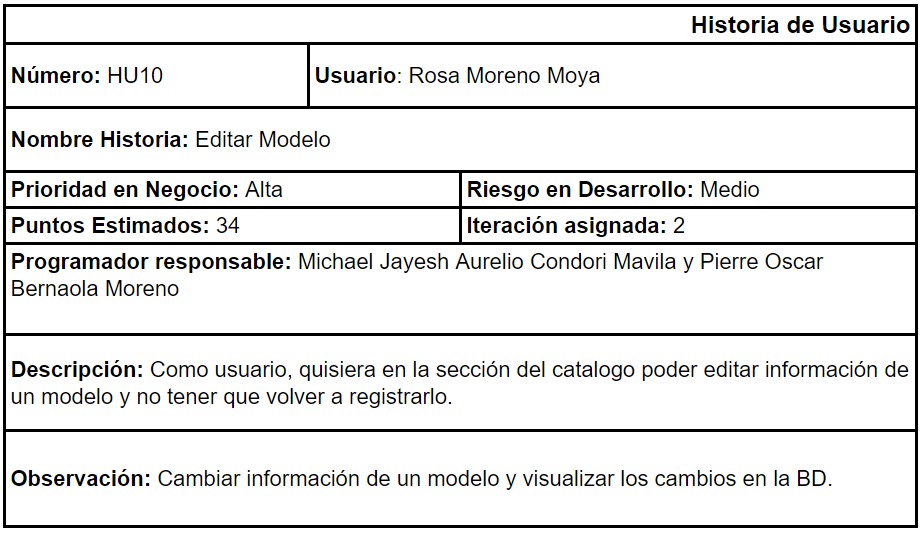 Historia de Usuario
Número: HU10
Usuario: Rosa Moreno Moya
Nombre Historia: Editar Modelo
Prioridad en Negocio: Alta
Riesgo en Desarrollo: Medio
Puntos Estimados: 34
Iteración asignada: 2
Programador responsable: Michael Jayesh Aurelio Condori Mavila y Pierre Oscar
Bernaola Moreno
Descripción: Como usuario, quisiera en la sección del catalogo poder editar información de
un modelo y no tener que volver a registrarlo.
Observación: Cambiar información de un modelo y visualizar los cambios en la BD.